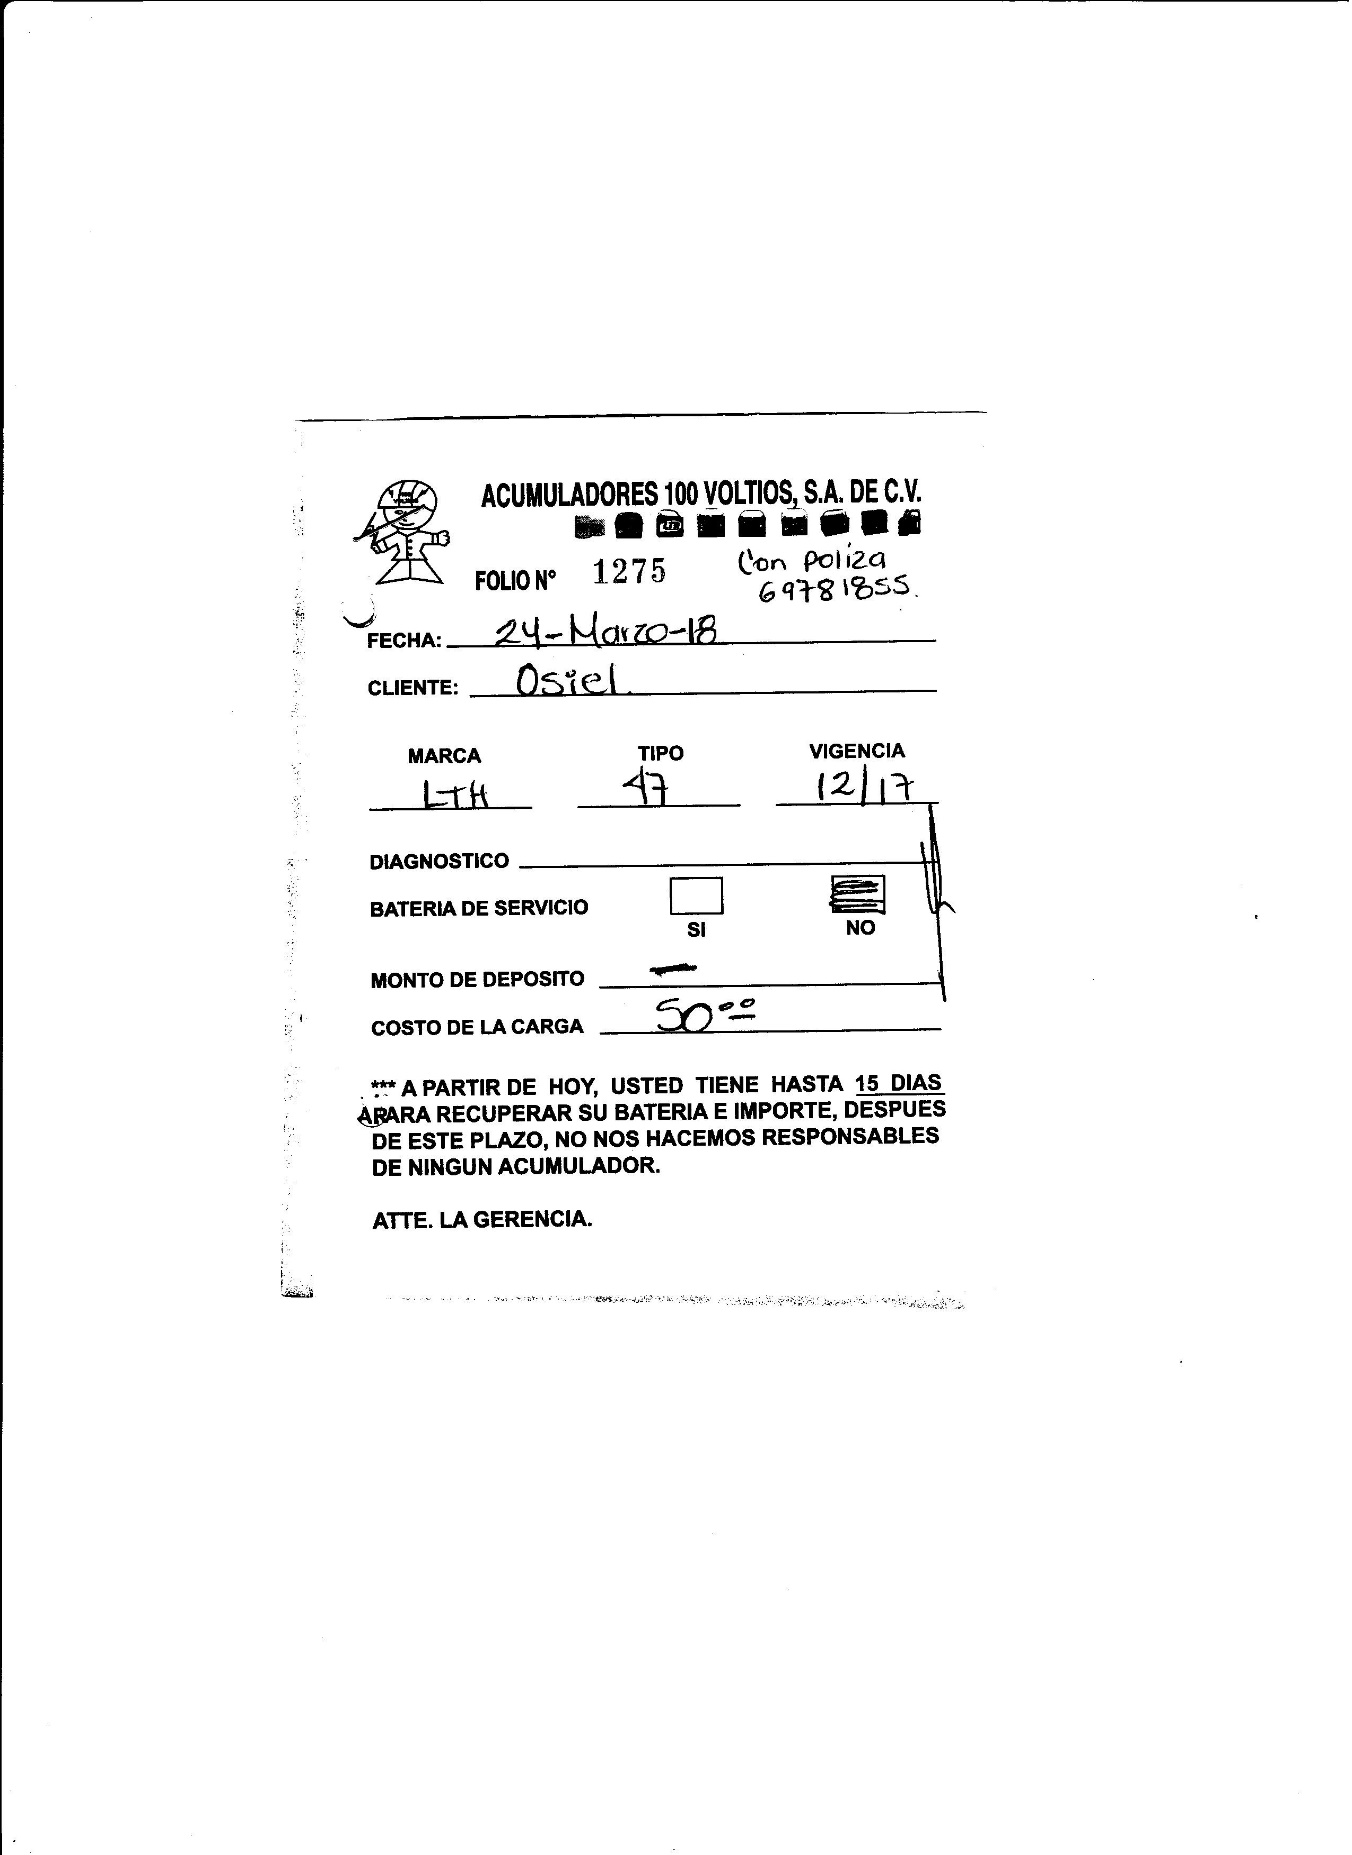 ACUMULADORES 100 VOLTIOS, S.A. DE C.V.
FOLIO Nº 1275 Con poliza
69781855.
FECHA: 24-Marzo-18
CLIENTE: Osiel.
MARCA TIPO VIGENCIA
LTH 47 12/17
DIAGNOSTICO
BATERIA DE SERVICIO
SI NO
MONTO DE DEPOSITO —
COSTO DE LA CARGA 50.00
*** A PARTIR DE HOY, USTED TIENE HASTA 15 DIAS
PARA RECUPERAR SU BATERIA E IMPORTE, DESPUES
DE ESTE PLAZO, NO NOS HACEMOS RESPONSABLES
DE NINGUN ACUMULADOR.
ATTE. LA GERENCIA.